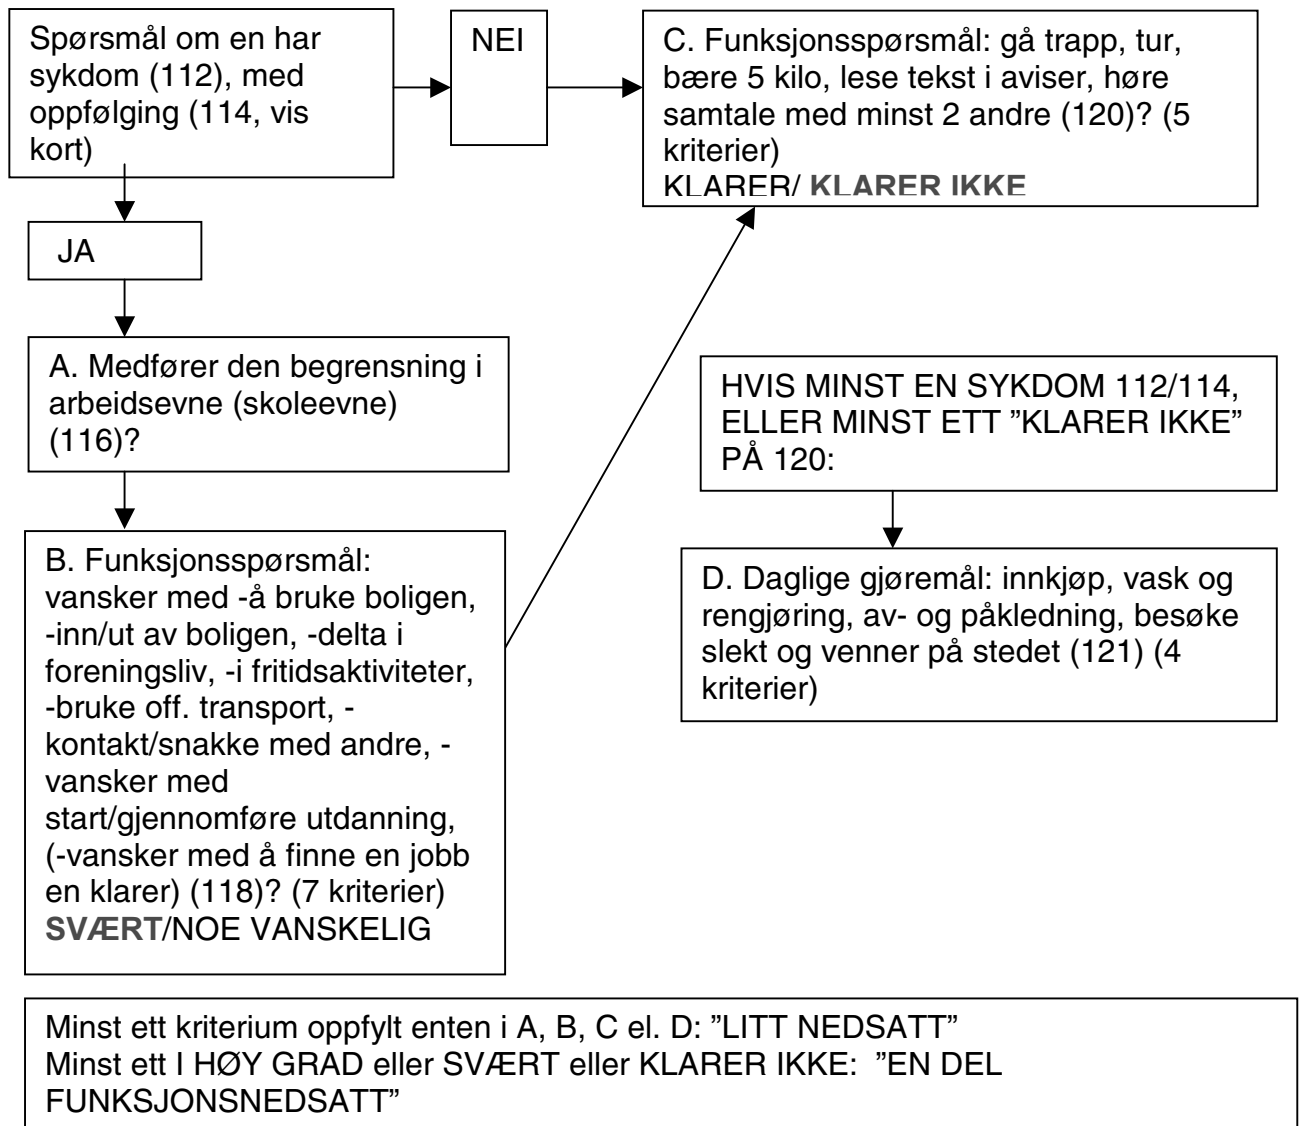 Spørsmål om en har
sykdom (112), med
oppfølging (114, vis
kort)
NEI
C. Funksjonsspørsmål: gå trapp, tur,
bære 5 kilo, lese tekst i aviser, høre
samtale med minst 2 andre (120)? (5
kriterier)
KLARER/ KLARER IKKE
JA
A. Medfører den begrensning i
arbeidsevne (skoleevne)
(116)?
HVIS MINST EN SYKDOM 112/114,
ELLER MINST ETT ”KLARER IKKE”
PÅ 120:
B. Funksjonsspørsmål:
vansker med -å bruke boligen,
-inn/ut av boligen, -delta i
foreningsliv, -i fritidsaktiviteter,
-bruke off. transport, -
kontakt/snakke med andre, -
vansker med
start/gjennomføre utdanning,
(-vansker med å finne en jobb
en klarer) (118)? (7 kriterier)
SVÆRT/NOE VANSKELIG
D. Daglige gjøremål: innkjøp, vask og
rengjøring, av- og påkledning, besøke
slekt og venner på stedet (121) (4
kriterier)
Minst ett kriterium oppfylt enten i A, B, C el. D: ”LITT NEDSATT”
Minst ett I HØY GRAD eller SVÆRT eller KLARER IKKE: ”EN DEL
FUNKSJONSNEDSATT”